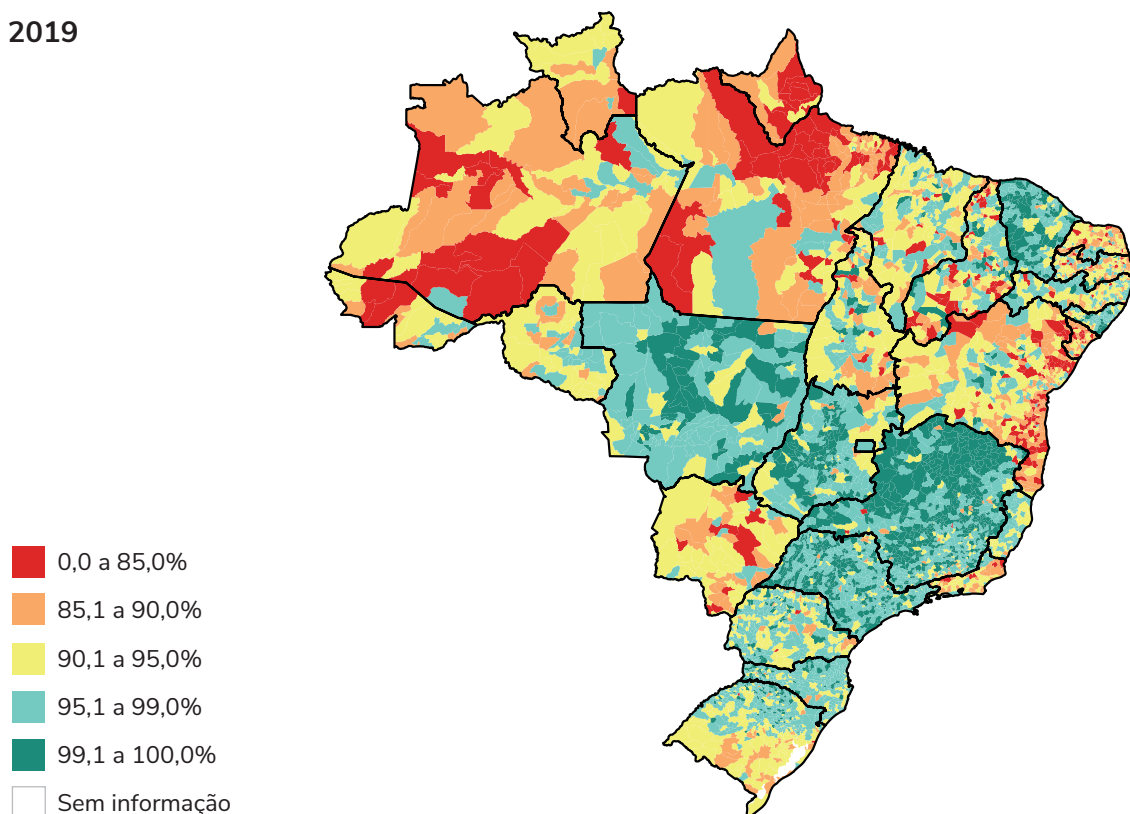 2019
0,0 a 85,0%
85,1 a 90,0%
90,1 a 95,0%
95,1 a 99,0%
99,1 a 100,0%
Sem informação